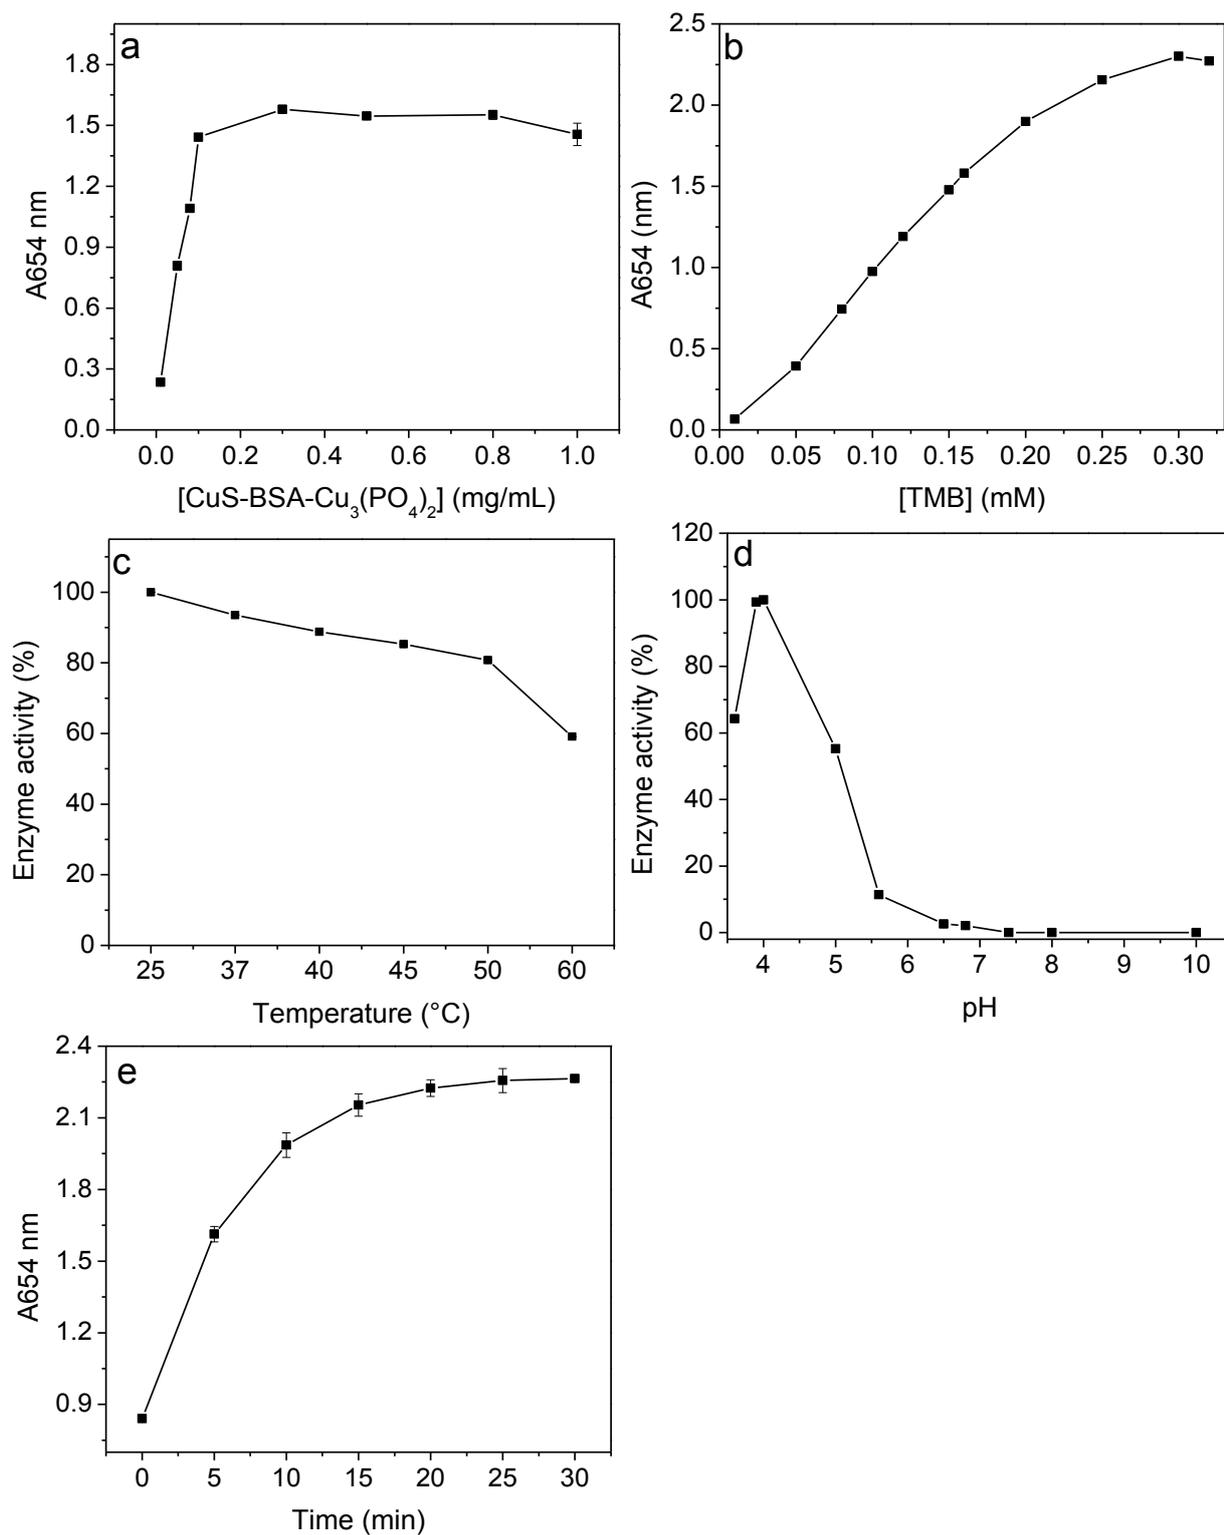 a
1.8
1.5
1.2
0.9
0.6
0.3
0.0
A654 nm
0.0 0.2 0.4 0.6 0.8 1.0
[CuS-BSA-Cu₃(PO₄)₂] (mg/mL)
b
2.5
2.0
1.5
1.0
0.5
0.0
A654 (nm)
0.00 0.05 0.10 0.15 0.20 0.25 0.30
[TMB] (mM)
c
100
80
60
40
20
0
Enzyme activity (%)
25 37 40 45 50 60
Temperature (°C)
d
120
100
80
60
40
20
0
Enzyme activity (%)
4 5 6 7 8 9 10
pH
e
2.4
2.1
1.8
1.5
1.2
0.9
A654 nm
0 5 10 15 20 25 30
Time (min)